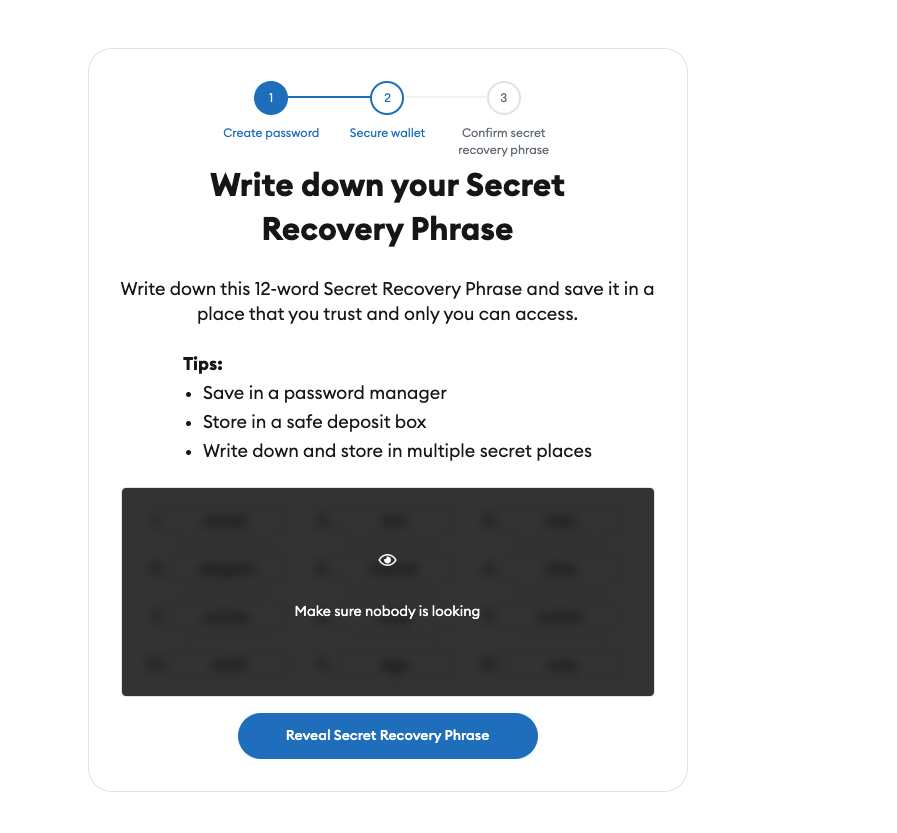 1
2
3
Create password
Secure wallet
Confirm secret
recovery phrase
Write down your Secret
Recovery Phrase
Write down this 12-word Secret Recovery Phrase and save it in a
place that you trust and only you can access.
Tips:
• Save in a password manager
• Store in a safe deposit box
• Write down and store in multiple secret places
Make sure nobody is looking
Reveal Secret Recovery Phrase